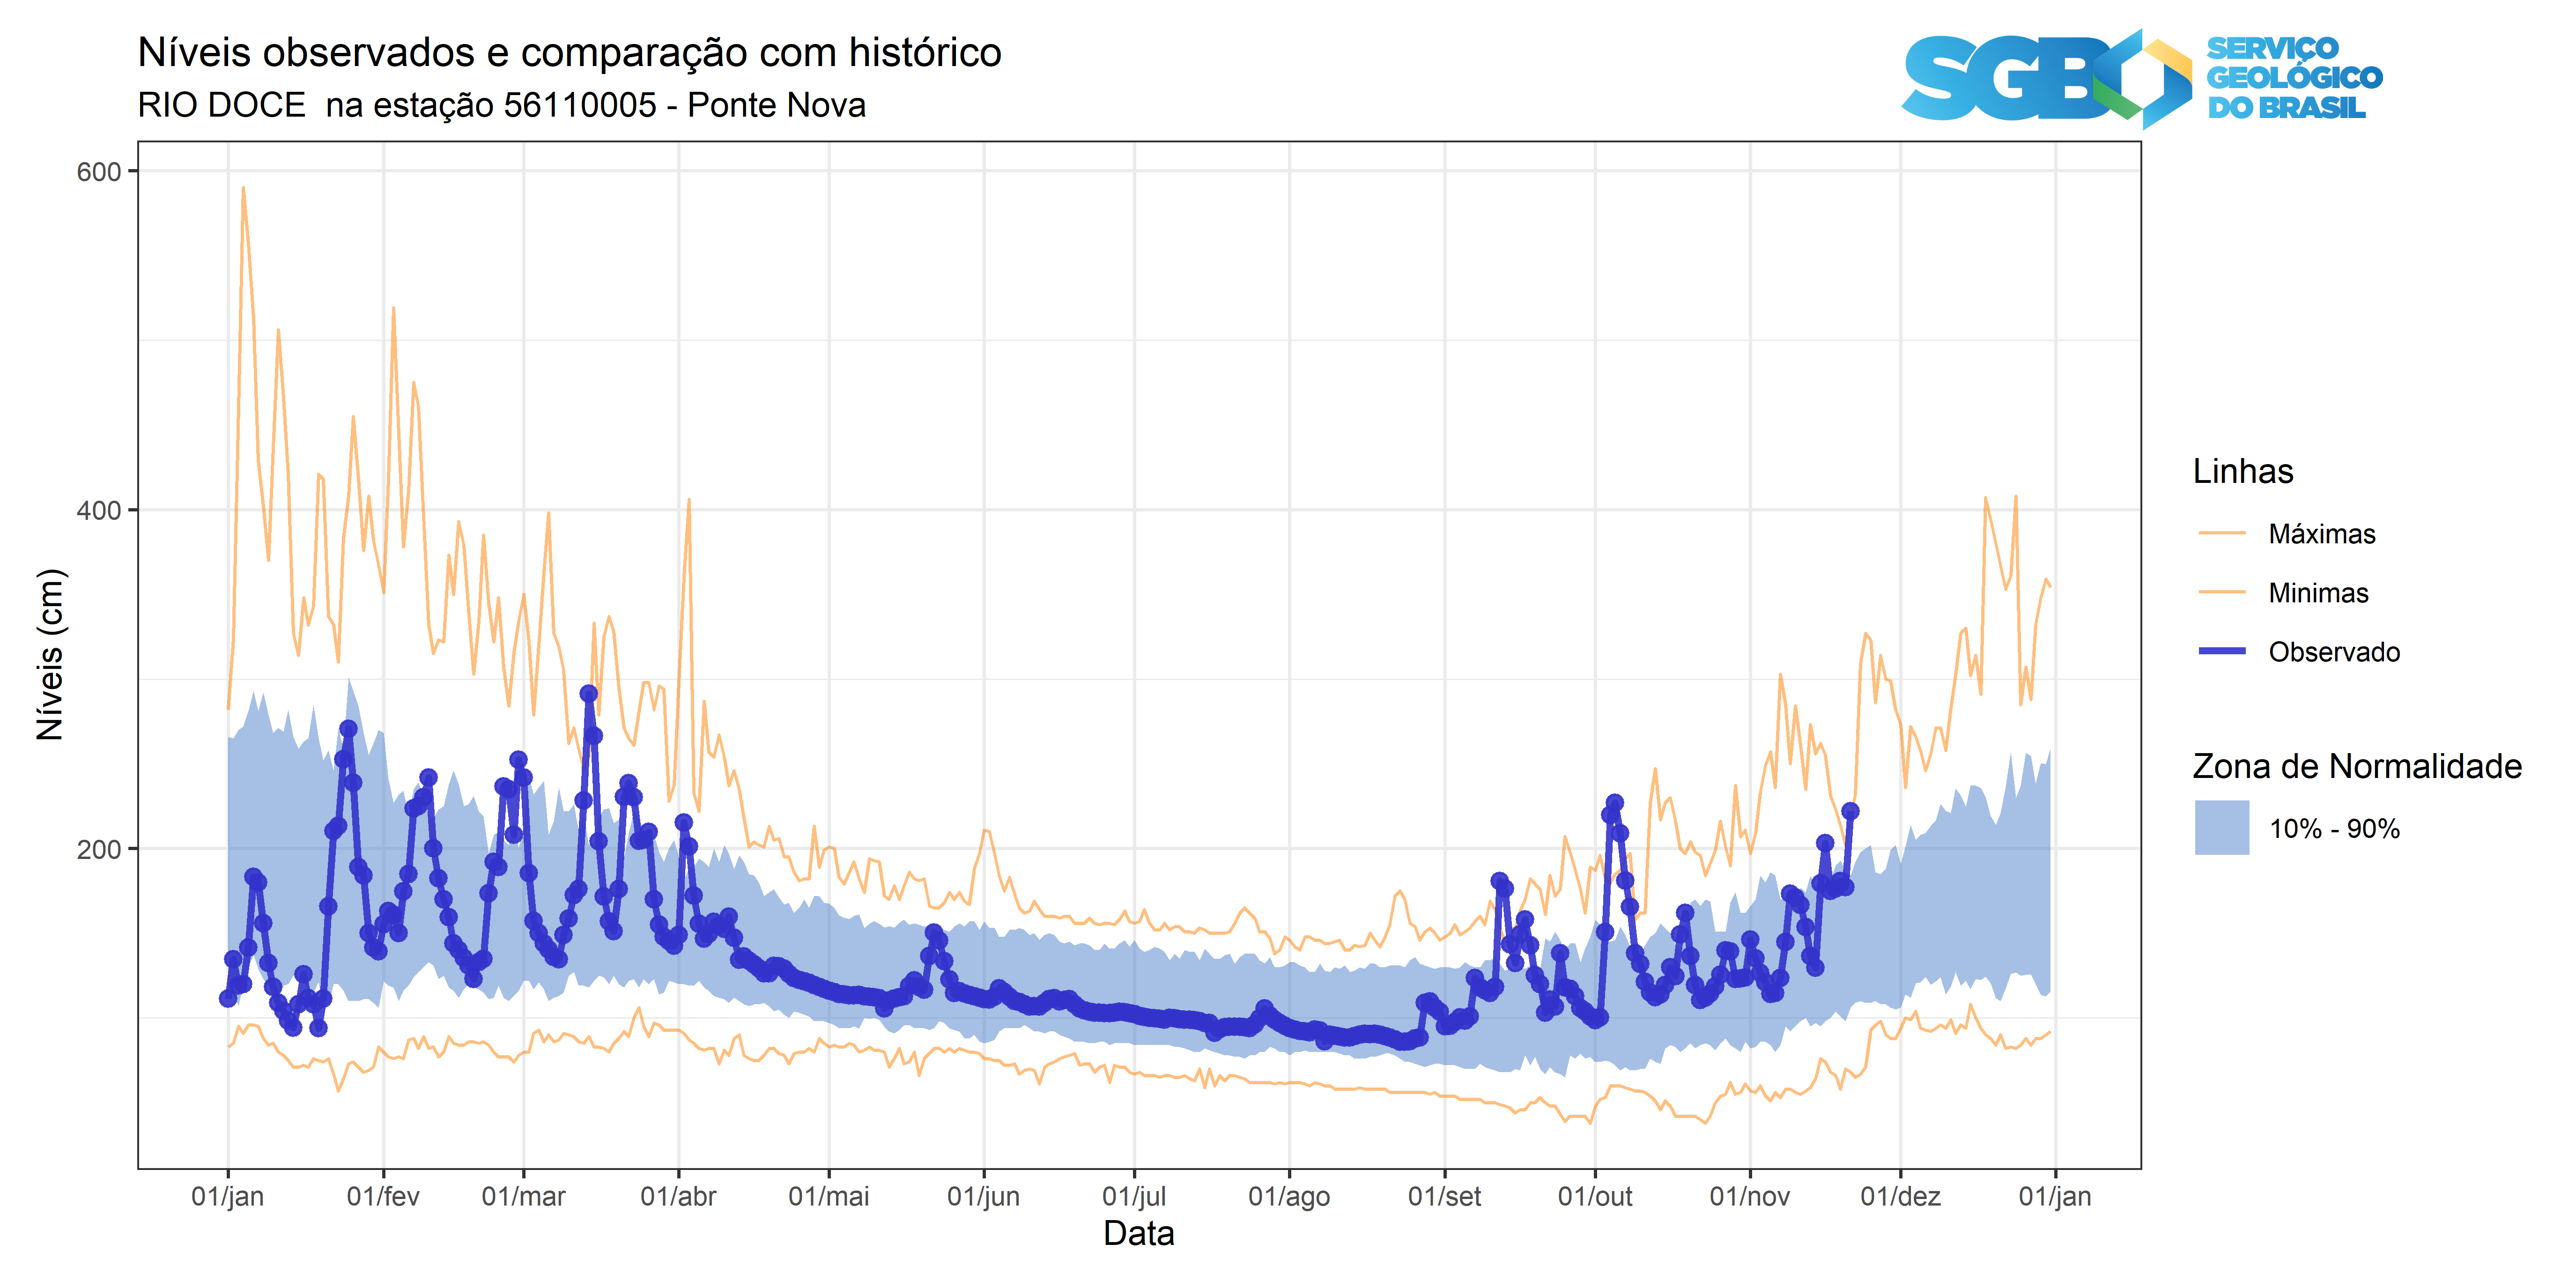 Níveis observados e comparação com histórico
RIO DOCE  na estação 56110005 - Ponte Nova
SGB
SERVIÇO
GEOLÓGICO
DO BRASIL
600
400
200
Níveis (cm)
01/jan
01/fev
01/mar
01/abr
01/mai
01/jun
01/jul
01/ago
01/set
01/out
01/nov
01/dez
01/jan
Data
Linhas
Máximas
Minimas
Observado
Zona de Normalidade
10% - 90%